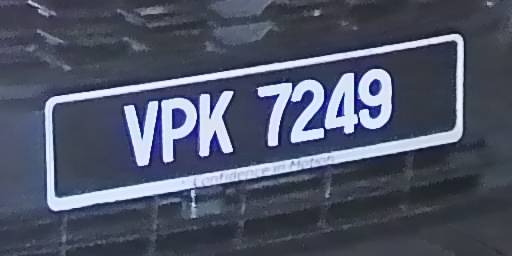 VPK 7249
Confidence in Motion